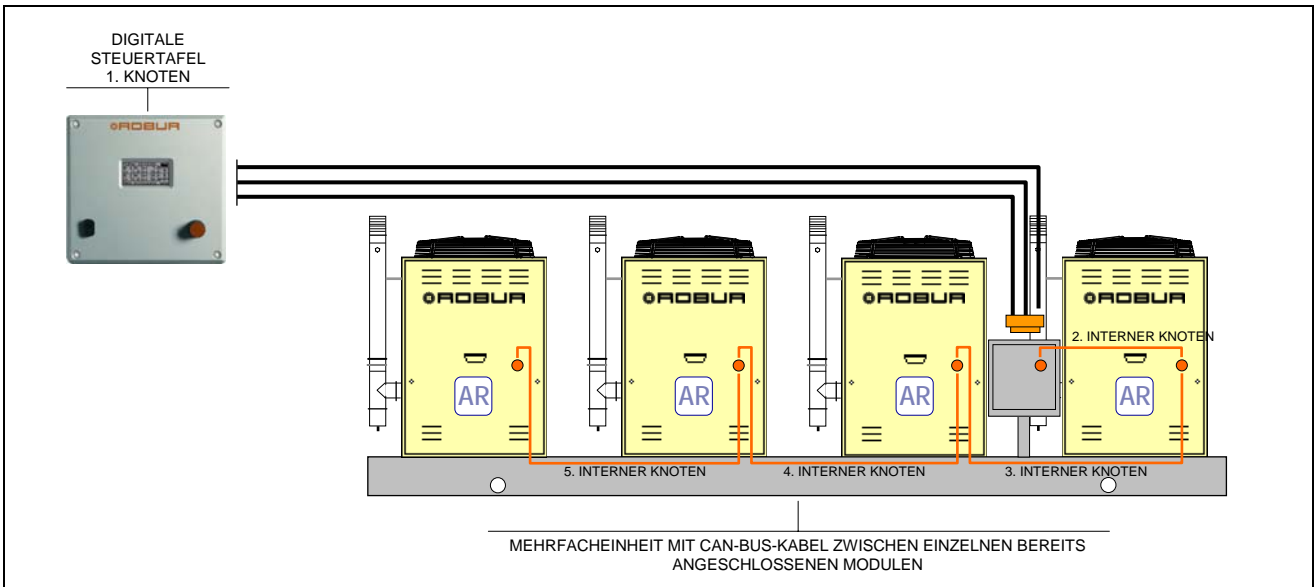 DIGITALE
STEUERTAFEL
1. KNOTEN
ROBUR
ROBUR
ROBUR
ROBUR
ROBUR
2. INTERNER KNOTEN
AR
AR
AR
AR
5. INTERNER KNOTEN
4. INTERNER KNOTEN
3. INTERNER KNOTEN
MEHRFACHEINHEIT MIT CAN-BUS-KABEL ZWISCHEN EINZELNEN BEREITS
ANGESCHLOSSENEN MODULEN